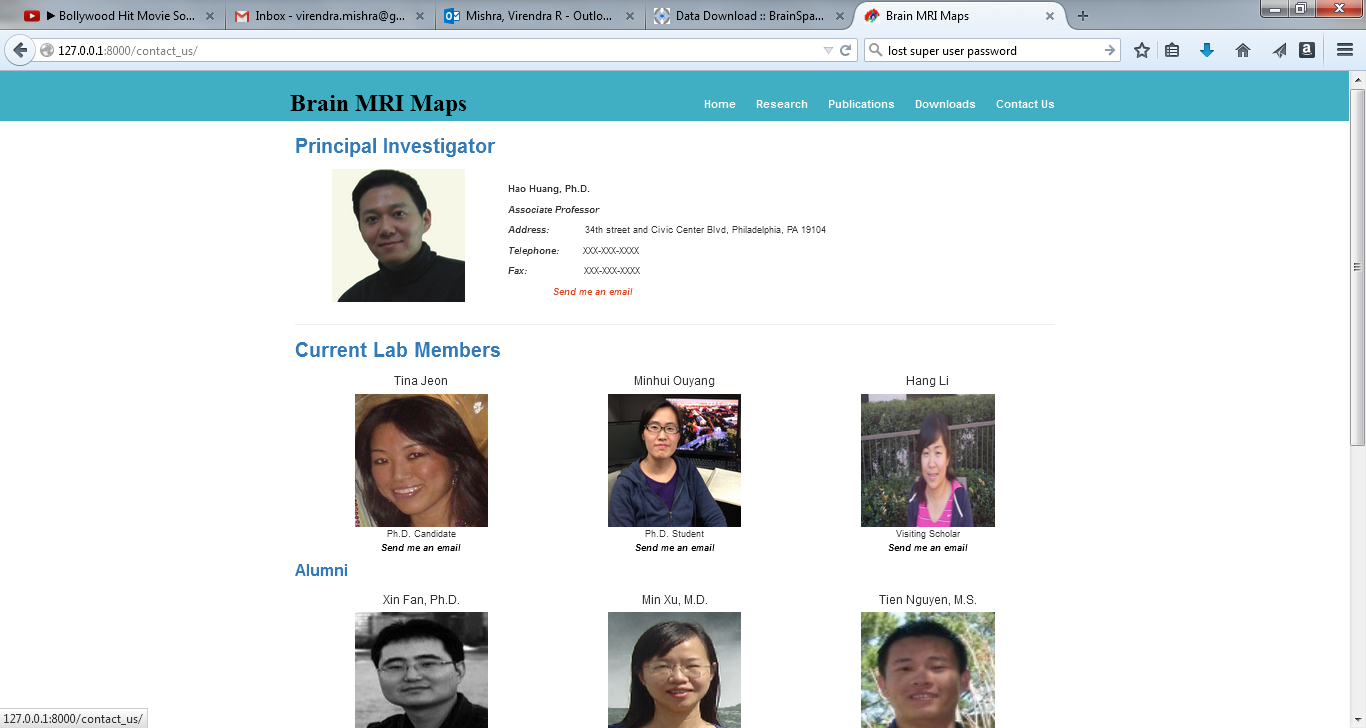 ▶ Bollywood Hit Movie So...
Inbox - virendra.mishra@g...
Mishra, Virendra R - Outlo...
Data Download :: BrainSpa...
Brain MRI Maps
127.0.0.1:8000/contact_us/
lost super user password
Brain MRI Maps
Home Research Publications Downloads Contact Us
Principal Investigator
Hao Huang, Ph.D.
Associate Professor
Address: 34th street and Civic Center Blvd, Philadelphia, PA 19104
Telephone: XXX-XXX-XXXX
Fax: XXX-XXX-XXXX
Send me an email
Current Lab Members
Tina Jeon Minhui Ouyang Hang Li
Ph.D. Candidate Ph.D. Student Visiting Scholar
Send me an email Send me an email Send me an email
Alumni
Xin Fan, Ph.D. Min Xu, M.D. Tien Nguyen, M.S.
127.0.0.1:8000/contact_us/